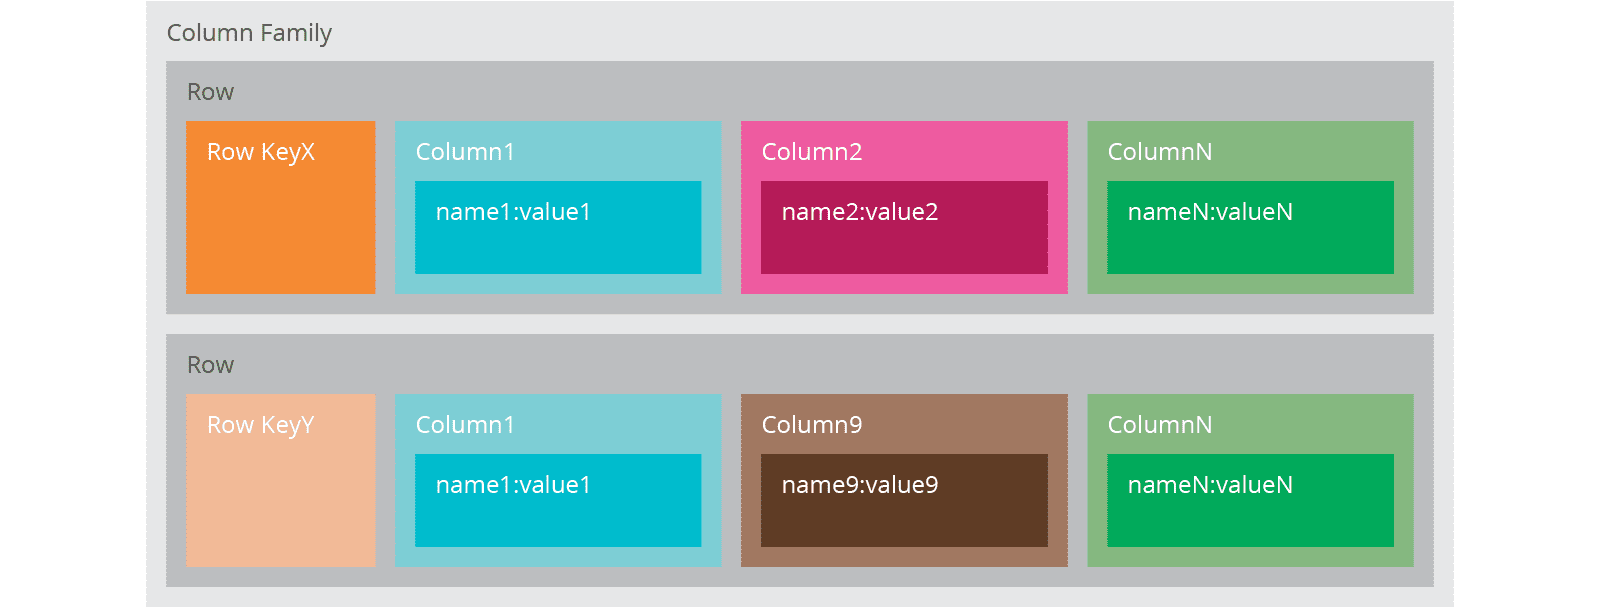 Column Family
Row
Row KeyX
Column1
name1:value1
Column2
name2:value2
ColumnN
nameN:valueN
Row
Row KeyY
Column1
name1:value1
Column9
name9:value9
ColumnN
nameN:valueN